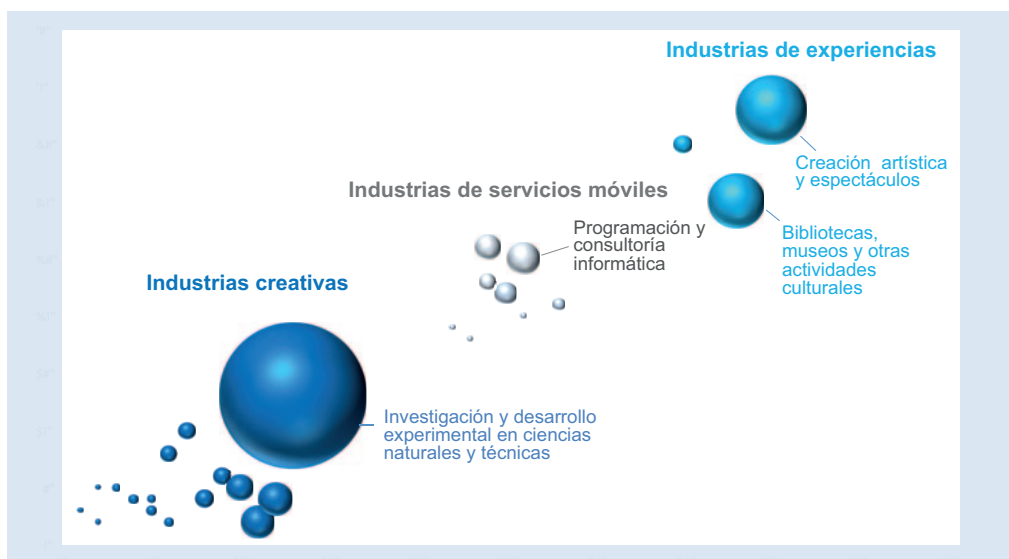 Industrias de experiencias
Creación artística
y espectáculos
Industrias de servicios móviles
Programación y
consultoría
informática
Bibliotecas,
museos y otras
actividades
culturales
Industrias creativas
Investigación y desarrollo
experimental en ciencias
naturales y técnicas